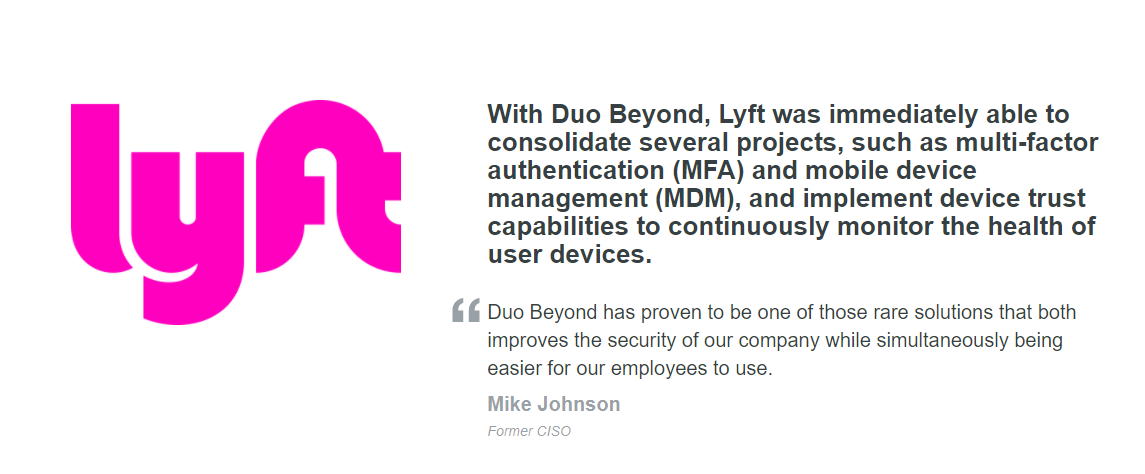 lyft
With Duo Beyond, Lyft was immediately able to
consolidate several projects, such as multi-factor
authentication (MFA) and mobile device
management (MDM), and implement device trust
capabilities to continuously monitor the health of
user devices.
“ Duo Beyond has proven to be one of those rare solutions that both
improves the security of our company while simultaneously being
easier for our employees to use.
Mike Johnson
Former CISO